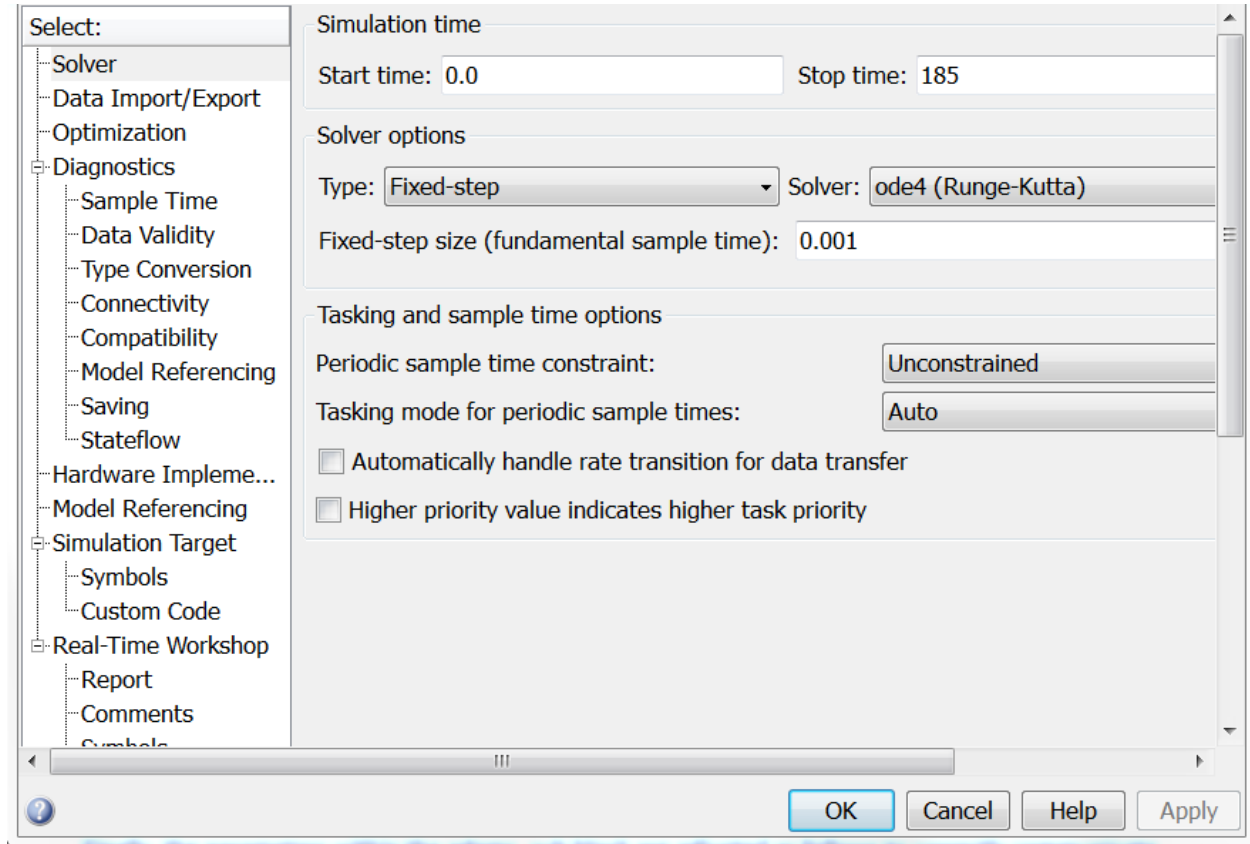 Select:
Solver
Data Import/Export
Optimization
Diagnostics
Sample Time
Data Validity
Type Conversion
Connectivity
Compatibility
Model Referencing
Saving
Stateflow
Hardware Impleme...
Model Referencing
Simulation Target
Symbols
Custom Code
Real-Time Workshop
Report
Comments
Symbols
Simulation time
Start time: 0.0 Stop time: 185
Solver options
Type: Fixed-step Solver: ode4 (Runge-Kutta)
Fixed-step size (fundamental sample time): 0.001
Tasking and sample time options
Periodic sample time constraint: Unconstrained
Tasking mode for periodic sample times: Auto
Automatically handle rate transition for data transfer
Higher priority value indicates higher task priority
OK Cancel Help Apply